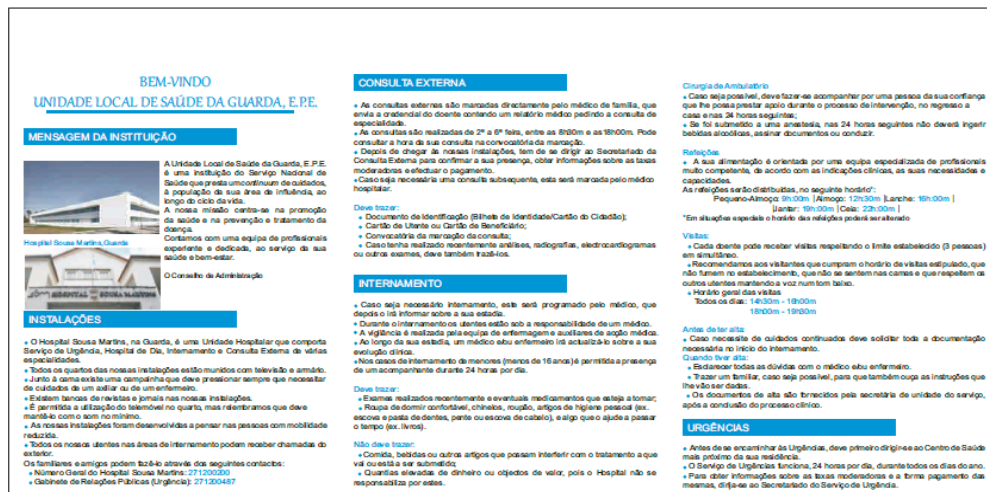 BEM-VINDO
UNIDADE LOCAL DE SAÚDE DA GUARDA, E.P.E.
MENSAGEM DA INSTITUIÇÃO
A Unidade Local de Saúde da Guarda, E.P.E.
é uma instituição do Serviço Nacional de
Saúde que presta um continuum de cuidados,
à população da sua área de influência, ao
longo do ciclo da vida.
A nossa missão centra-se na promoção
da saúde e na prevenção e tratamento da
doença.
Contamos com uma equipa de profissionais
experiente e dedicada, ao serviço da sua
saúde e bem-estar.
O Conselho de Administração
Hospital Sousa Martins, Guarda
HOSPITAL SOUSA MARTINS
INSTALAÇÕES
• O Hospital Sousa Martins, na Guarda, é uma Unidade Hospitalar que comporta
Serviço de Urgência, Hospital de Dia, Internamento e Consulta Externa de várias
especialidades.
• Todos os quartos das nossas instalações estão munidos com televisão e armário.
• Junto à cama existe uma campainha que deve pressionar sempre que necessitar
de cuidados de um axiliar ou de um enfermeiro.
• Existem bancas de revistas e jornais nas nossas instalações.
• É permitida a utilização do telemóvel no quarto, mas relembramos que deve
mantê-lo com o som no mínimo.
• As nossas instalações foram desenvolvidas a pensar nas pessoas com mobilidade
reduzida.
• Todos os nossos utentes nas áreas de internamento podem receber chamadas do
exterior.
Os familiares e amigos podem fazê-lo através dos seguintes contactos:
• Número Geral do Hospital Sousa Martins: 271200200
• Gabinete de Relações Públicas (Urgência): 271200487
CONSULTA EXTERNA
• As consultas externas são marcadas directamente pelo médico de família, que
envia a credencial do doente contendo um relatório médico pedindo a consulta de
especialidade.
• As consultas são realizadas de 2ª a 6ª feira, entre as 8h30m e as18h00m. Pode
consultar a hora da sua consulta na convocatória da marcação.
• Depois de chegar às nossas instalações, tem de se dirigir ao Secretariado da
Consulta Externa para confirmar a sua presença, obter informações sobre as taxas
moderadoras e efectuar o pagamento.
• Caso seja necessária uma consulta subsequente, esta será marcada pelo médico
hospitalar.
Deve trazer:
• Documento de Identificação (Bilhete de Identidade/Cartão do Cidadão);
• Cartão de Utente ou Cartão de Beneficiário;
• Convocatória da marcação da consulta;
• Caso tenha realizado recentemente análises, radiografias, electrocardiogramas
ou outros exames, deve também trazê-los.
INTERNAMENTO
• Caso seja necessário internamento, este será programado pelo médico, que
depois o irá informar sobre a sua estadia.
• Durante o internamento os utentes estão sob a responsabilidade de um médico.
• A vigilância é realizada pela equipa de enfermagem e auxiliares de acção médica.
• Ao longo da sua estadia, um médico e/ou enfermeiro irá actualizá-lo sobre a sua
evolução clínica.
• Nos casos de internamento de menores (menos de 16 anos) é permitida a presença
de um acompanhante durante 24 horas por dia.
Deve trazer:
• Exames realizados recentemente e eventuais medicamentos que esteja a tomar;
• Roupa de dormir confortável, chinelos, roupão, artigos de higiene pessoal (ex.
escova e pasta de dentes, pente ou escova de cabelo), e algo que o ajude a passar
o tempo (ex. livros).
Não deve trazer:
• Comida, bebidas ou outros artigos que possam interferir com o tratamento a que
vai ou está a ser submetido;
• Quantias elevadas de dinheiro ou objectos de valor, pois o Hospital não se
responsabiliza por estes.
Cirurgia de Ambulatório
• Caso seja possível, deve fazer-se acompanhar por uma pessoa da sua confiança
que lhe possa prestar apoio durante o processo de intervenção, no regresso a
casa e nas 24 horas seguintes;
• Se foi submetido a uma anestesia, nas 24 horas seguintes não deverá ingerir
bebidas alcoólicas, assinar documentos ou conduzir.
Refeições
• A sua alimentação é orientada por uma equipa especializada de profissionais
muito competente, de acordo com as indicações clínicas, as suas necessidades e
capacidades.
As refeições serão distribuídas, no seguinte horário*:
Pequeno-Almoço: 9h:00m |Almoço: 12h:30m |Lanche: 16h:00m |
|Jantar: 19h:00m |Ceia: 22h:00m |
*Em situações especiais o horário das refeições poderá ser alterado
Visitas:
• Cada doente pode receber visitas respeitando o limite estabelecido (3 pessoas)
em simultâneo.
• Recomendamos aos visitantes que cumpram o horário de visitas estipulado, que
não fumem no estabelecimento, que não se sentem nas camas e que respeitem os
outros utentes mantendo a voz num tom baixo.
• Horário geral das visitas
Todos os dias: 14h30m - 16h00m
18h00m - 19h30m
Antes de ter alta:
• Caso necessite de cuidados continuados deve solicitar toda a documentação
necessária no início do internamento.
Quando tiver alta:
• Esclarecer todas as dúvidas com o médico e/ou enfermeiro.
• Trazer um familiar, caso seja possível, para que também ouça as instruções que
lhe vão ser dadas.
• Os documentos de alta são fornecidos pela secretária de unidade do serviço,
após a conclusão do processo clínico.
URGÊNCIAS
• Antes de se encaminhar às Urgências, deve primeiro dirigir-se ao Centro de Saúde
mais próximo da sua residência.
• O Serviço de Urgências funciona, 24 horas por dia, durante todos os dias do ano.
• Para obter informações sobre as taxas moderadoras e a forma pagamento das
mesmas, dirija-se ao Secretariado do Serviço de Urgência.